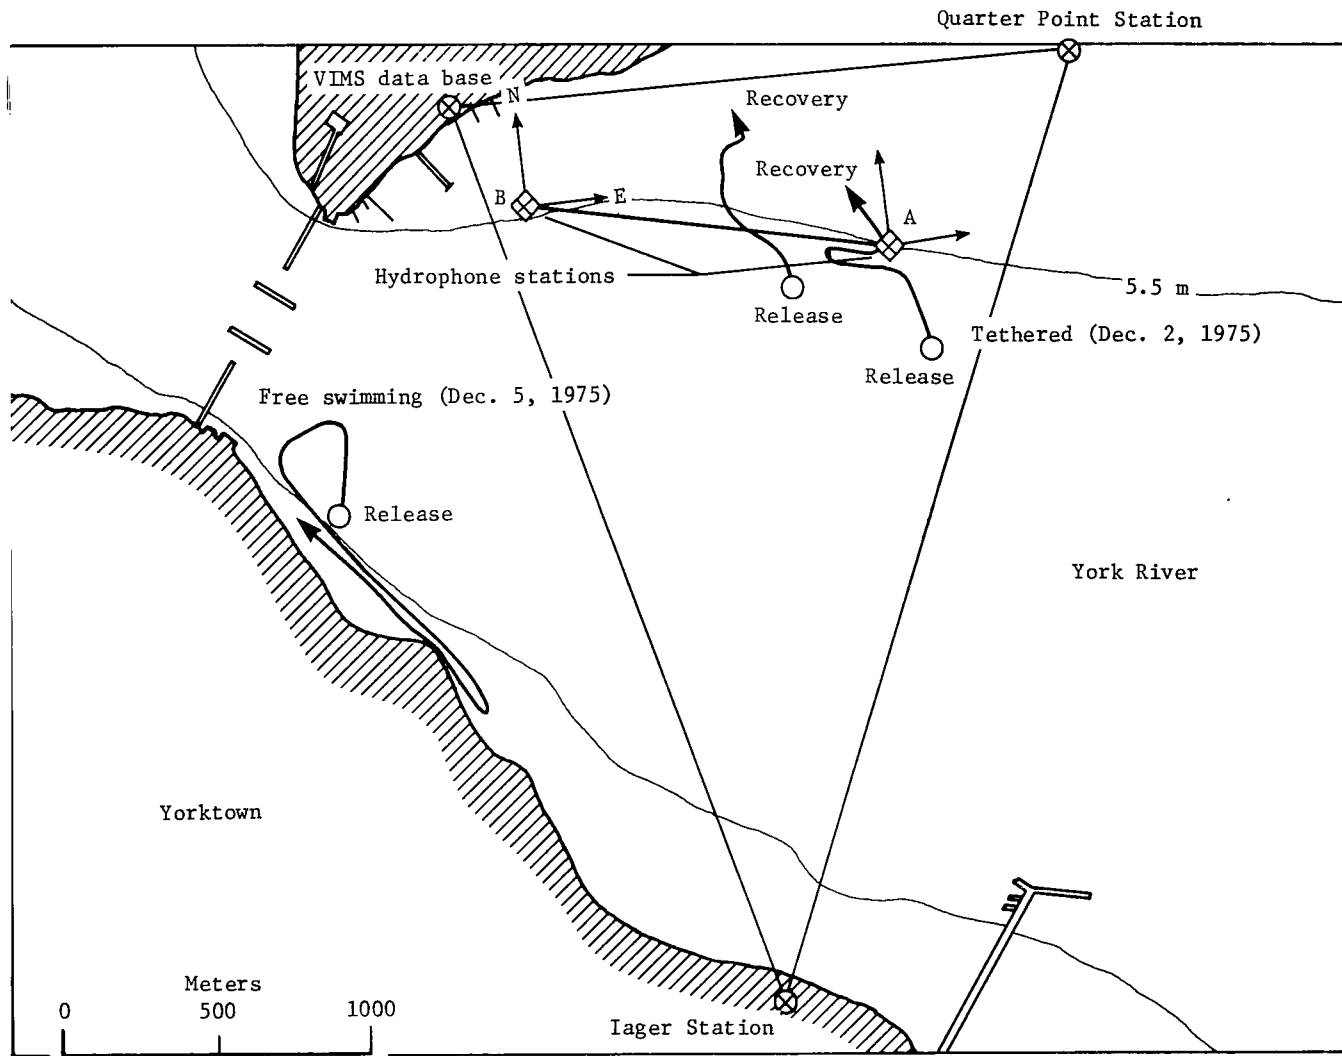 Quarter Point Station
VIMS data base
N
Recovery
Recovery
B
E
A
Hydrophone stations
5.5 m
Release
Tethered (Dec. 2, 1975)
Release
Free swimming (Dec. 5, 1975)
Release
York River
Yorktown
Meters
0 500 1000
Iager Station